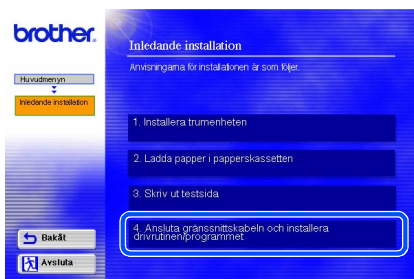 brother.
Huvudmenyn
Inledande installation
Bakåt
Avsluta
Inledande installation
Anvisningarna för installationen är som följer.
1. Installera trumenheten
2. Ladda papper i papperskassetten
3. Skriv ut testsida
4. Ansluta gränssnittskabeln och installera
drivrutinen/programmet